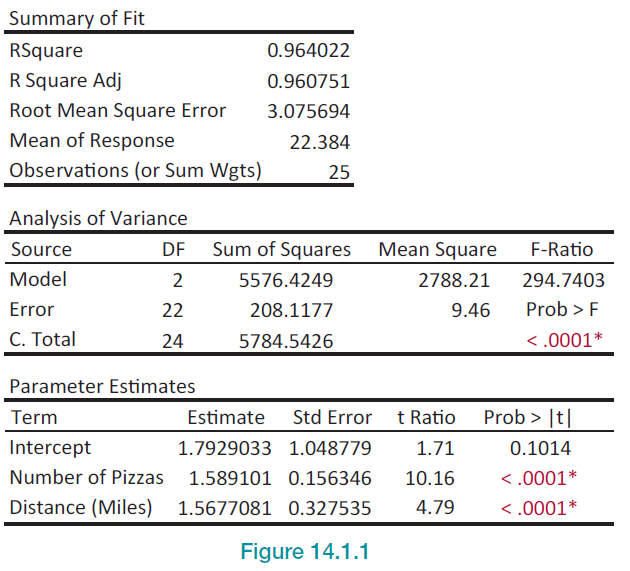 Summary of Fit
RSquare 0.964022
R Square Adj 0.960751
Root Mean Square Error 3.075694
Mean of Response 22.384
Observations (or Sum Wgts) 25
Analysis of Variance
Source DF Sum of Squares Mean Square F-Ratio
Model 2 5576.4249 2788.21 294.7403
Error 22 208.1177 9.46 Prob > F
C. Total 24 5784.5426 < .0001*
Parameter Estimates
Term Estimate Std Error t Ratio Prob > |t|
Intercept 1.7929033 1.048779 1.71 0.1014
Number of Pizzas 1.589101 0.156346 10.16 < .0001*
Distance (Miles) 1.5677081 0.327535 4.79 < .0001*
Figure 14.1.1